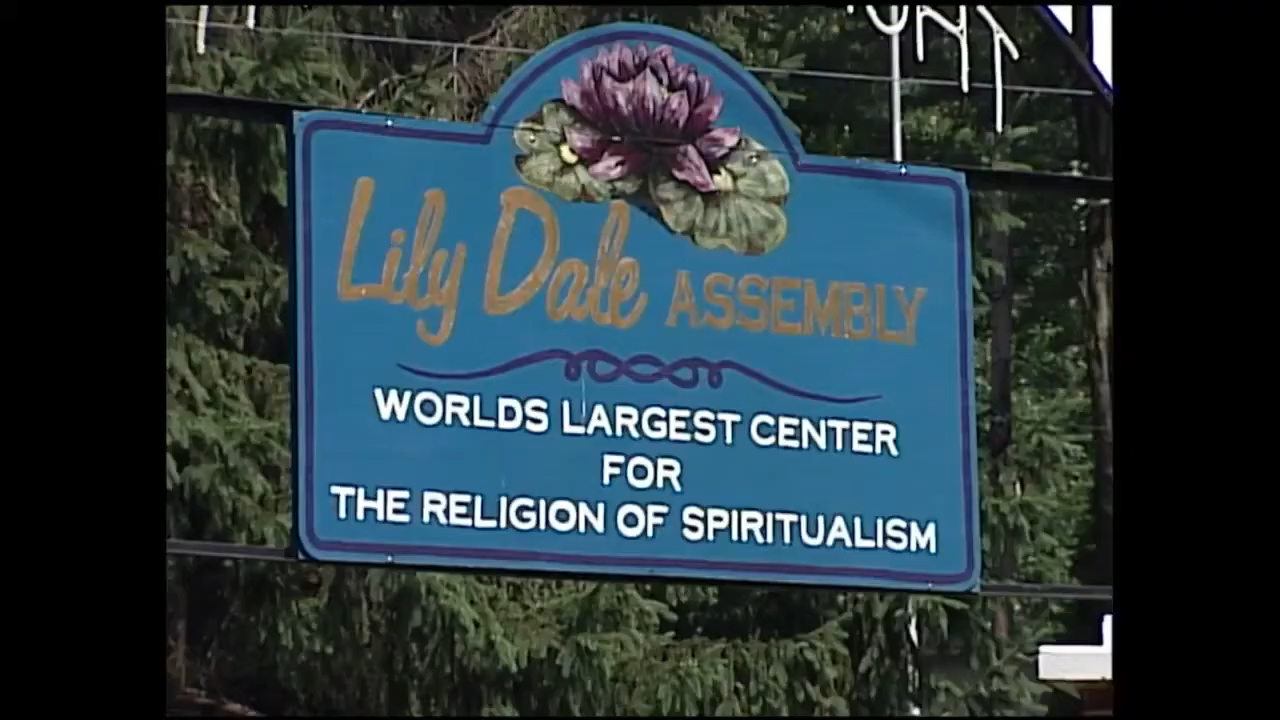 Lily Dale ASSEMBLY
WORLDS LARGEST CENTER
FOR
THE RELIGION OF SPIRITUALISM